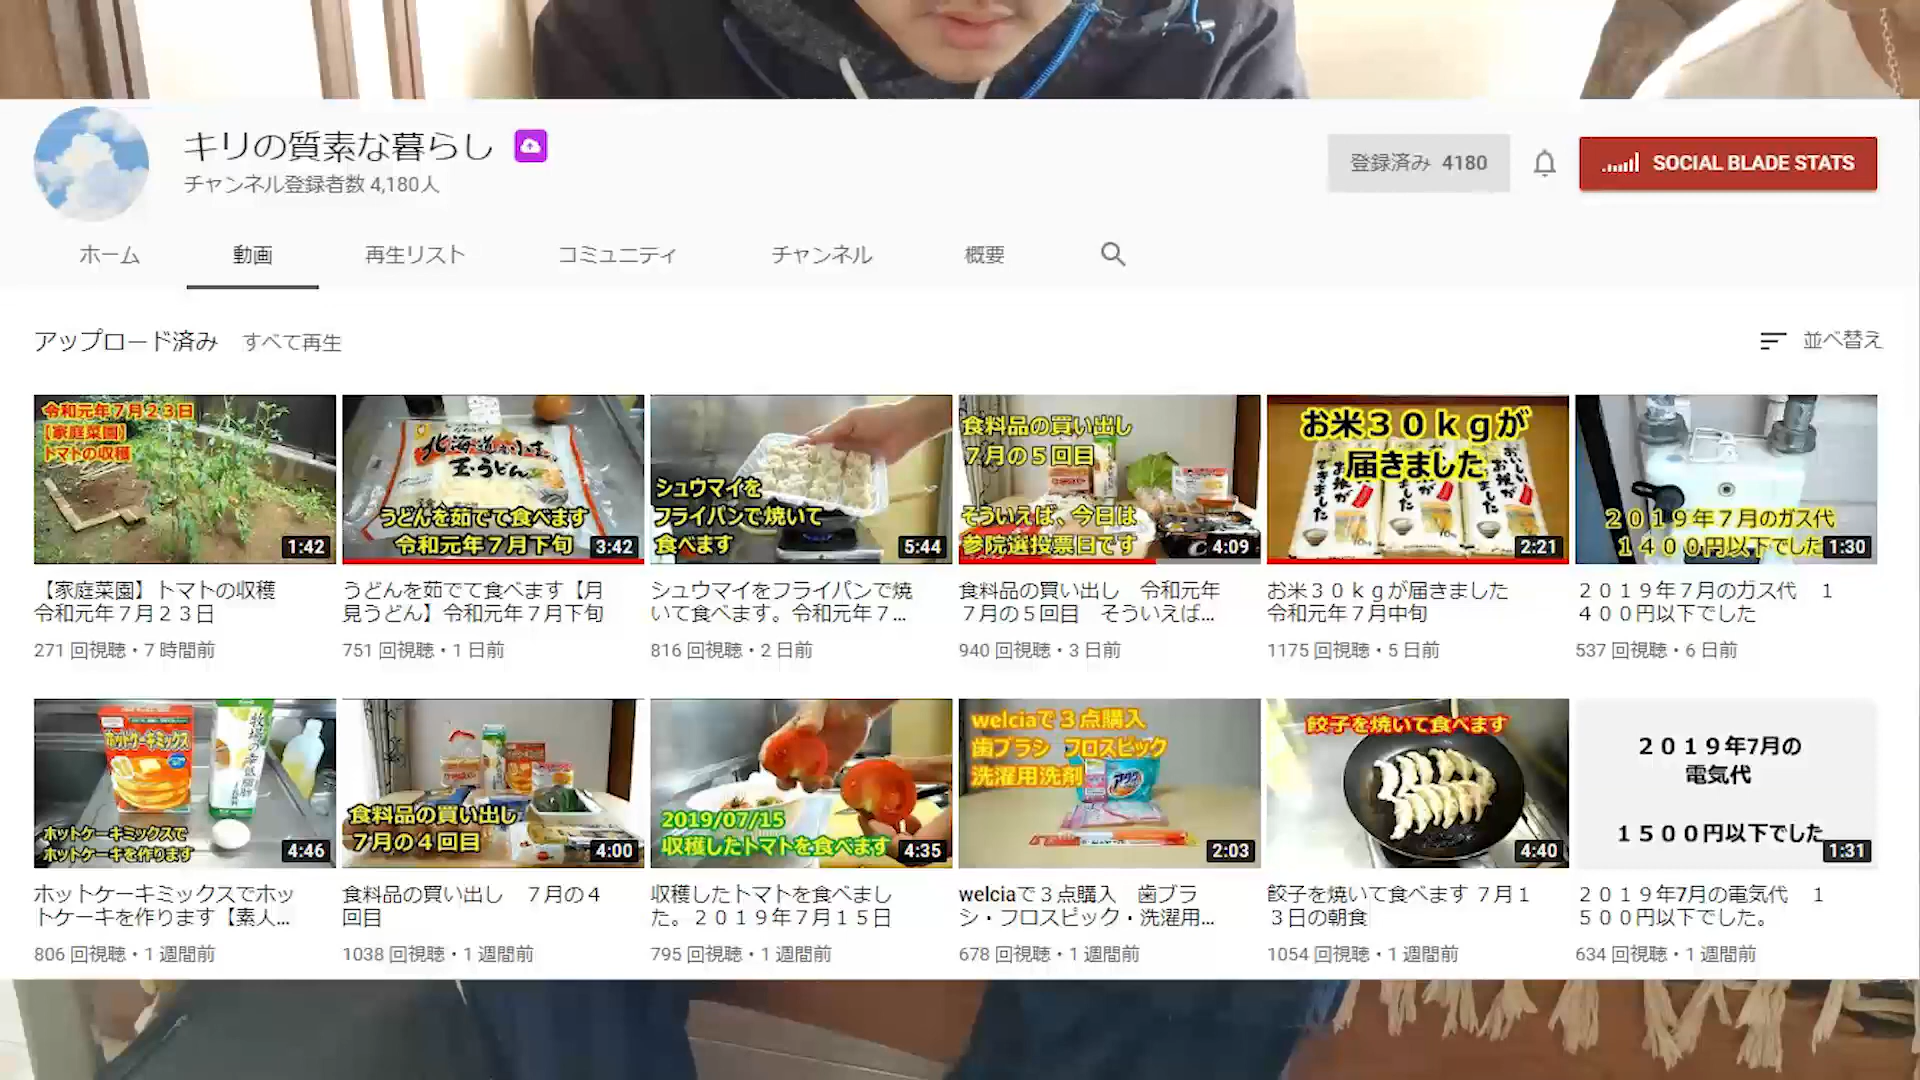 キリの質素な暮らし
チャンネル登録者数 4,180人
登録済み 4180
SOCIAL BLADE STATS
ホーム
動画
再生リスト
コミュニティ
チャンネル
概要
アップロード済み
すべて再生
並べ替え
令和元年７月２３日
【家庭菜園】
トマトの収穫
1:42
玉うどん
うどんを茹でて食べます
令和元年７月下旬
3:42
シュウマイを
フライパンで焼いて
食べます
5:44
食料品の買い出し
７月の５回目
そういえば、今日は
参院選投票日です
4:09
お米３０ｋｇが
届きました
2:21
２０１９年７月のガス代
１４００円以下でした
1:30
【家庭菜園】トマトの収穫
令和元年７月２３日
271 回視聴・7 時間前
うどんを茹でて食べます【月
見うどん】令和元年７月下旬
751 回視聴・1 日前
シュウマイをフライパンで焼
いて食べます。令和元年７...
816 回視聴・2 日前
食料品の買い出し　令和元年
７月の５回目　そういえば...
940 回視聴・3 日前
お米３０ｋｇが届きました
令和元年７月中旬
1175 回視聴・5 日前
２０１９年７月のガス代　１
４００円以下でした
537 回視聴・6 日前
ホットケーキミックス
ホットケーキミックスで
ホットケーキを作ります
4:46
食料品の買い出し
７月の４回目
4:00
2019/07/15
収穫したトマトを食べます
4:35
welciaで３点購入
歯ブラシ　フロスピック
洗濯用洗剤
アタック
2:03
餃子を焼いて食べます
4:40
２０１９年7月の
電気代
１５００円以下でした
1:31
ホットケーキミックスでホッ
トケーキを作ります【素人...
806 回視聴・1 週間前
食料品の買い出し　７月の４
回目
1038 回視聴・1 週間前
収穫したトマトを食べまし
た。２０１９年７月１５日
795 回視聴・1 週間前
welciaで３点購入　歯ブラ
シ・フロスピック・洗濯用...
678 回視聴・1 週間前
餃子を焼いて食べます ７月１
３日の朝食
1054 回視聴・1 週間前
２０１９年7月の電気代　１
５００円以下でした。
634 回視聴・1 週間前